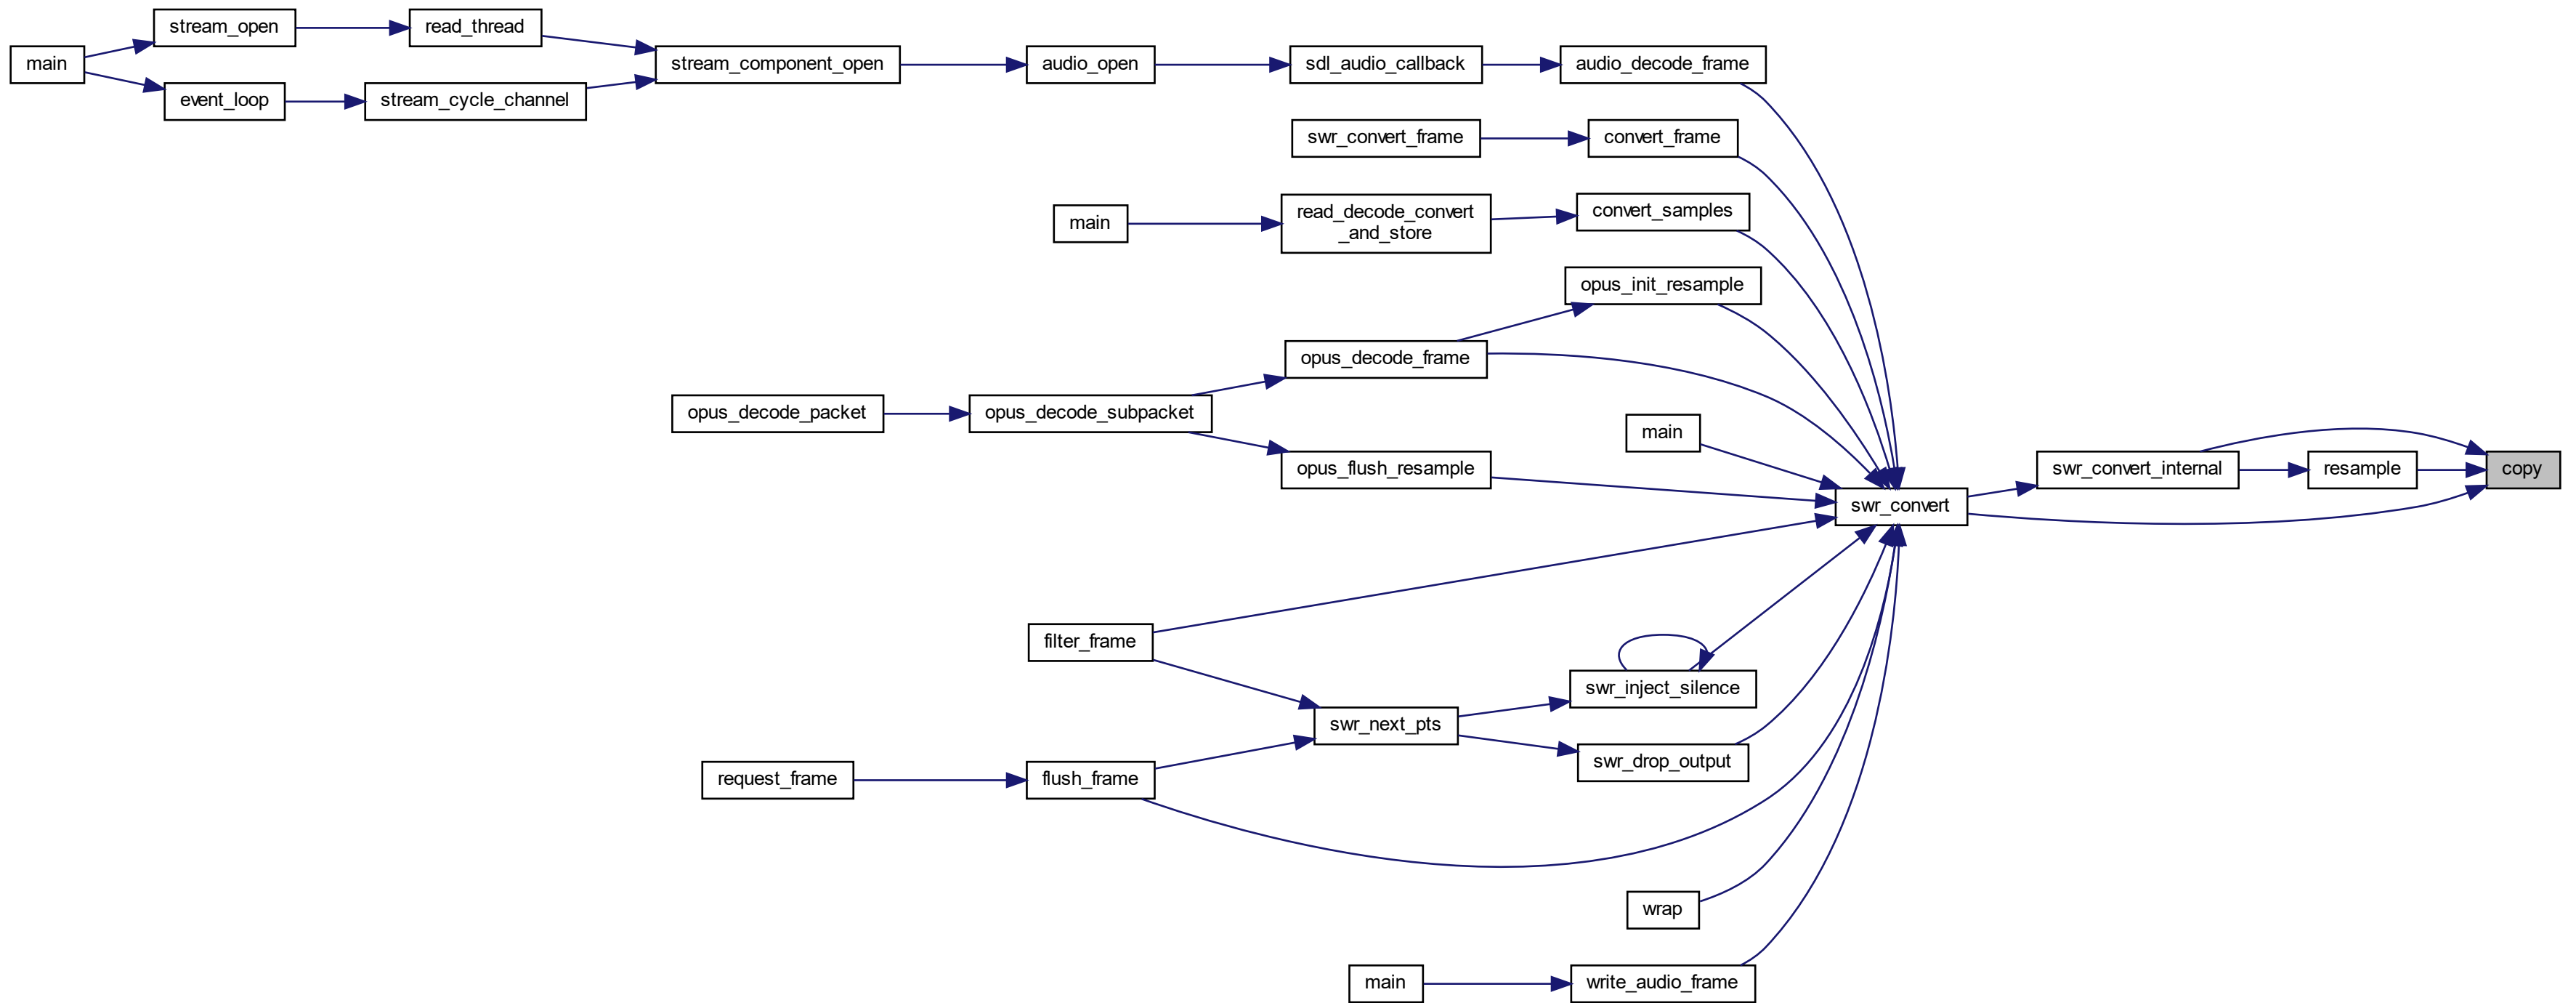 main
stream_open
read_thread
event_loop
stream_cycle_channel
stream_component_open
audio_open
sdl_audio_callback
audio_decode_frame
swr_convert_frame
convert_frame
main
read_decode_convert
_and_store
convert_samples
opus_init_resample
opus_decode_frame
opus_decode_packet
opus_decode_subpacket
main
opus_flush_resample
swr_convert
swr_convert_internal
resample
copy
filter_frame
swr_inject_silence
swr_next_pts
swr_drop_output
request_frame
flush_frame
wrap
main
write_audio_frame